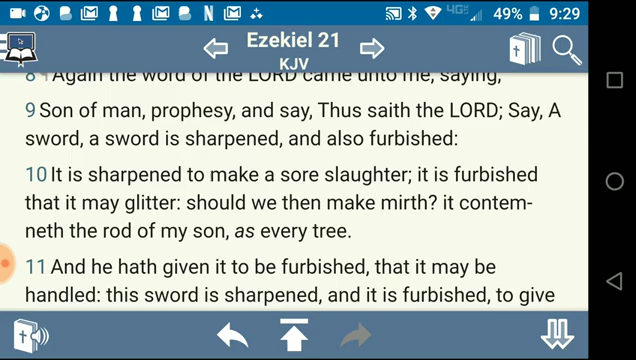 49% 9:29
Ezekiel 21
KJV
8 ¶ Again the word of the LORD came unto me, saying,
9 Son of man, prophesy, and say, Thus saith the LORD; Say, A
sword, a sword is sharpened, and also furbished:
10 It is sharpened to make a sore slaughter; it is furbished
that it may glitter: should we then make mirth? it contem-
neth the rod of my son, as every tree.
11 And he hath given it to be furbished, that it may be
handled: this sword is sharpened, and it is furbished, to give